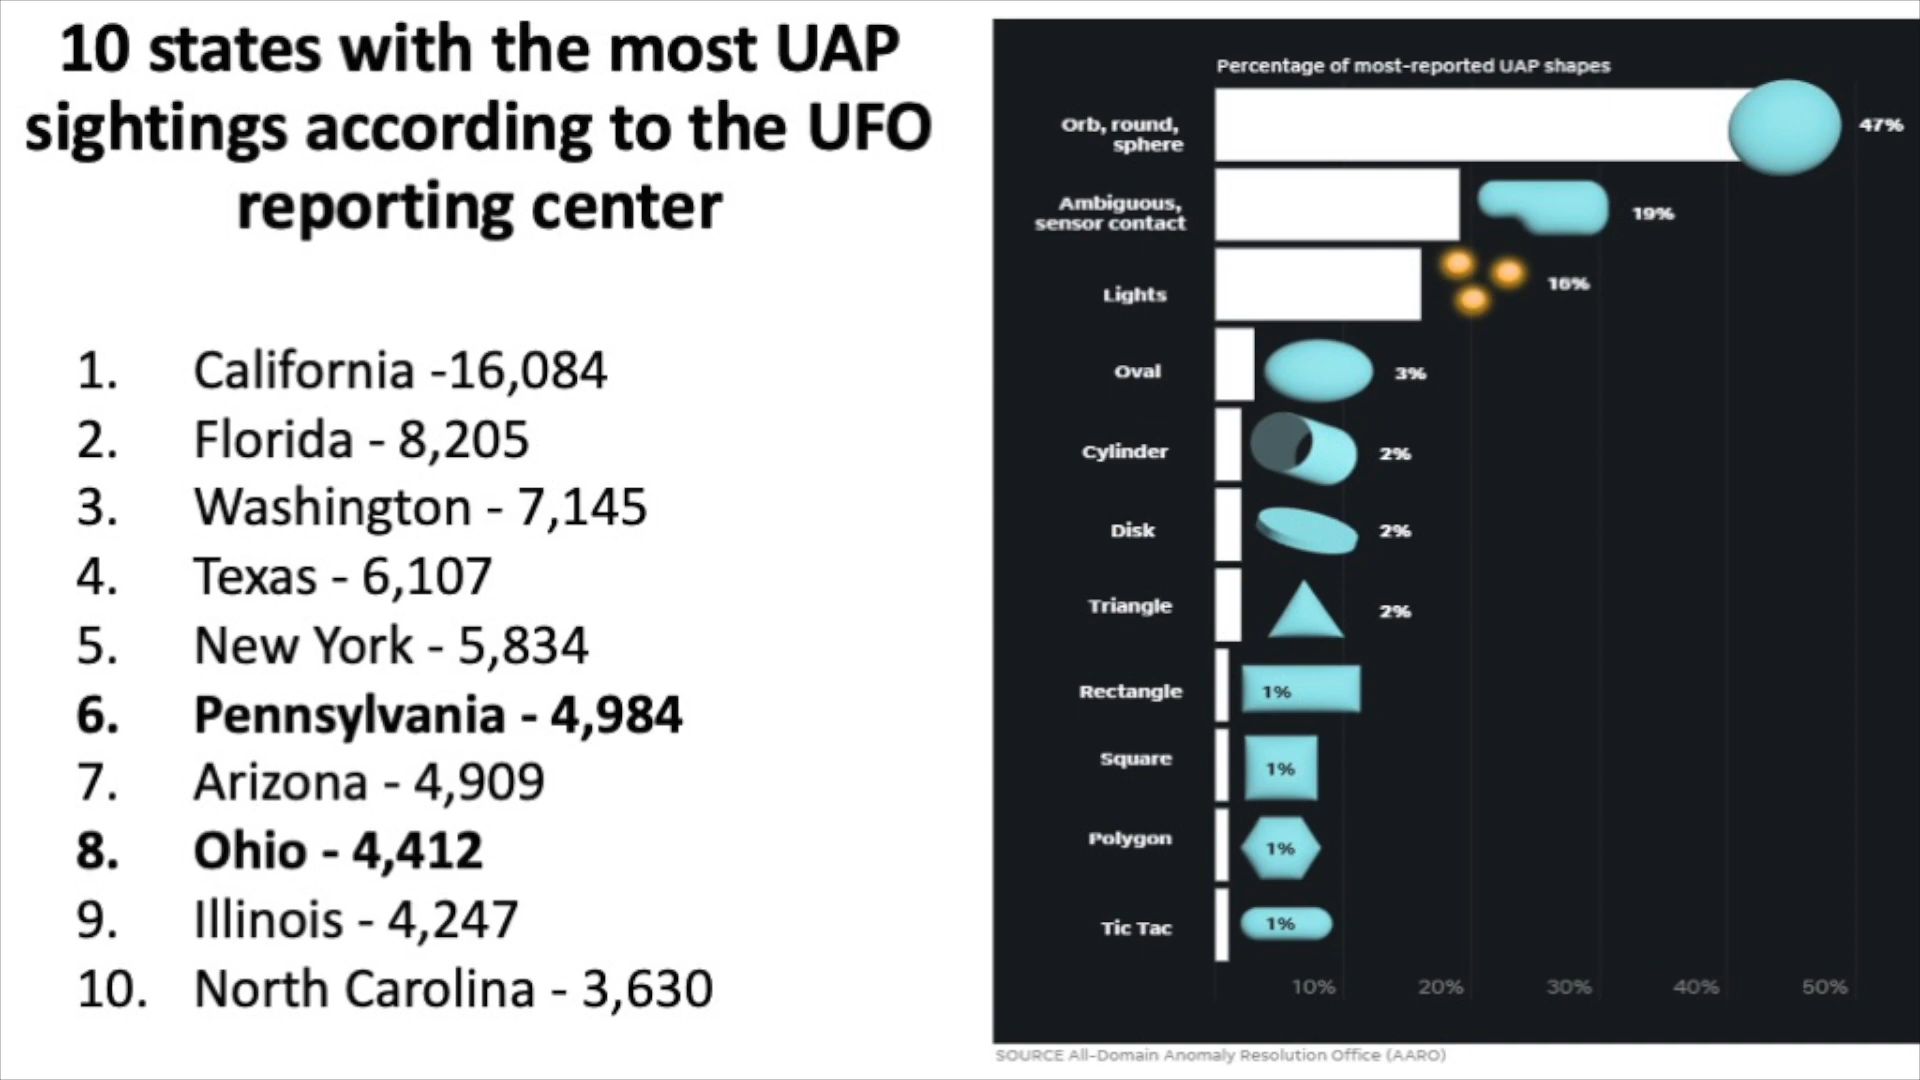 10 states with the most UAP
sightings according to the UFO
reporting center
1. California -16,084
2. Florida - 8,205
3. Washington - 7,145
4. Texas - 6,107
5. New York - 5,834
6. Pennsylvania - 4,984
7. Arizona - 4,909
8. Ohio - 4,412
9. Illinois - 4,247
10. North Carolina - 3,630
Percentage of most-reported UAP shapes
Orb, round,
sphere
47%
Ambiguous,
sensor contact
19%
Lights
16%
Oval
3%
Cylinder
2%
Disk
2%
Triangle
2%
Rectangle
1%
Square
1%
Polygon
1%
Tic Tac
1%
10% 20% 30% 40% 50%
SOURCE All-Domain Anomaly Resolution Office (AARO)